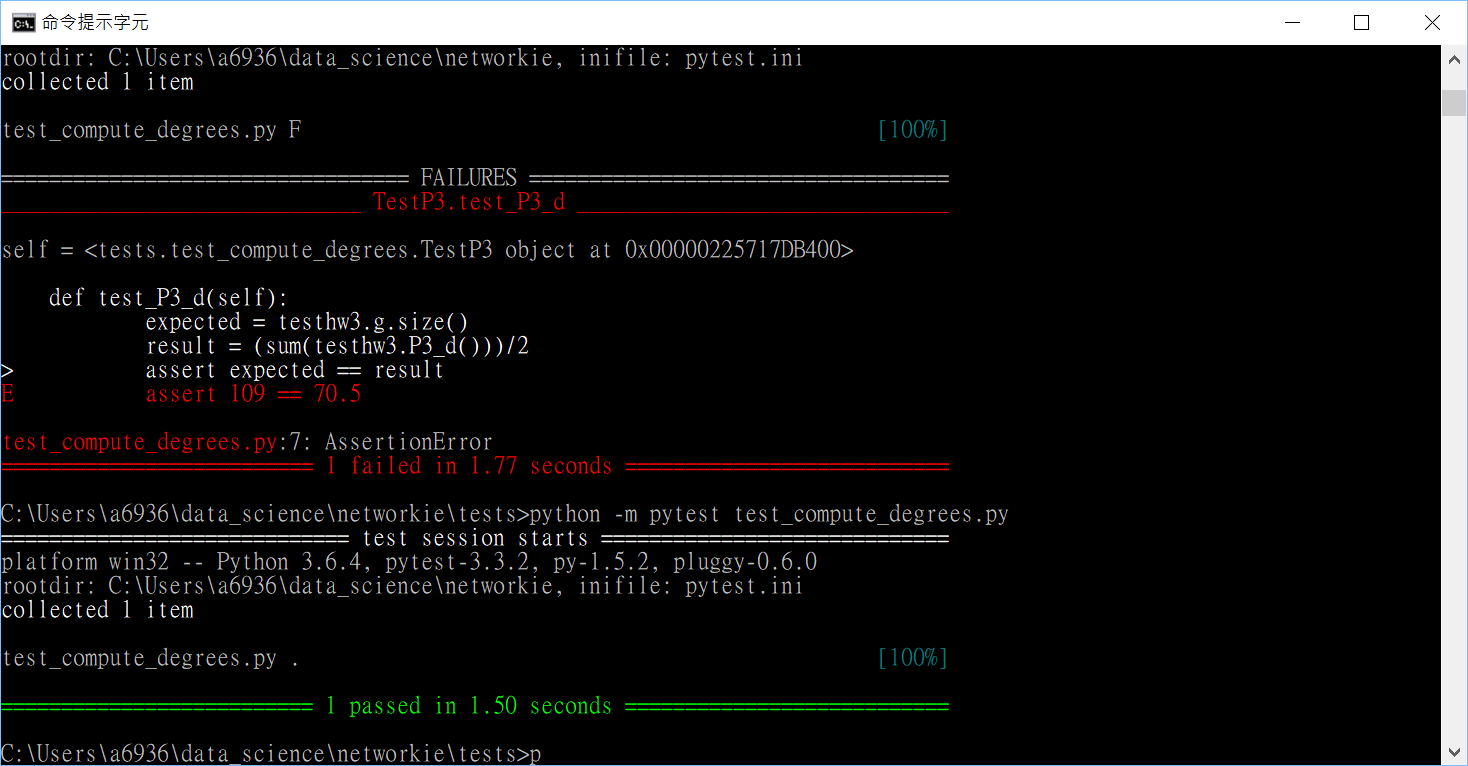 命令提示字元
rootdir: C:\Users\a6936\data_science\networkie, inifile: pytest.ini
collected 1 item
test_compute_degrees.py F [100%]
================================== FAILURES ===================================
______________________________ TestP3.test_P3_d _______________________________
self = <tests.test_compute_degrees.TestP3 object at 0x00000225717DB400>
    def test_P3_d(self):
            expected = testhw3.g.size()
            result = (sum(testhw3.P3_d()))/2
>           assert expected == result
E           assert 109 == 70.5
test_compute_degrees.py:7: AssertionError
========================== 1 failed in 1.77 seconds ===========================
C:\Users\a6936\data_science\networkie\tests>python -m pytest test_compute_degrees.py
============================= test session starts =============================
platform win32 -- Python 3.6.4, pytest-3.3.2, py-1.5.2, pluggy-0.6.0
rootdir: C:\Users\a6936\data_science\networkie, inifile: pytest.ini
collected 1 item
test_compute_degrees.py . [100%]
========================== 1 passed in 1.50 seconds ===========================
C:\Users\a6936\data_science\networkie\tests>p